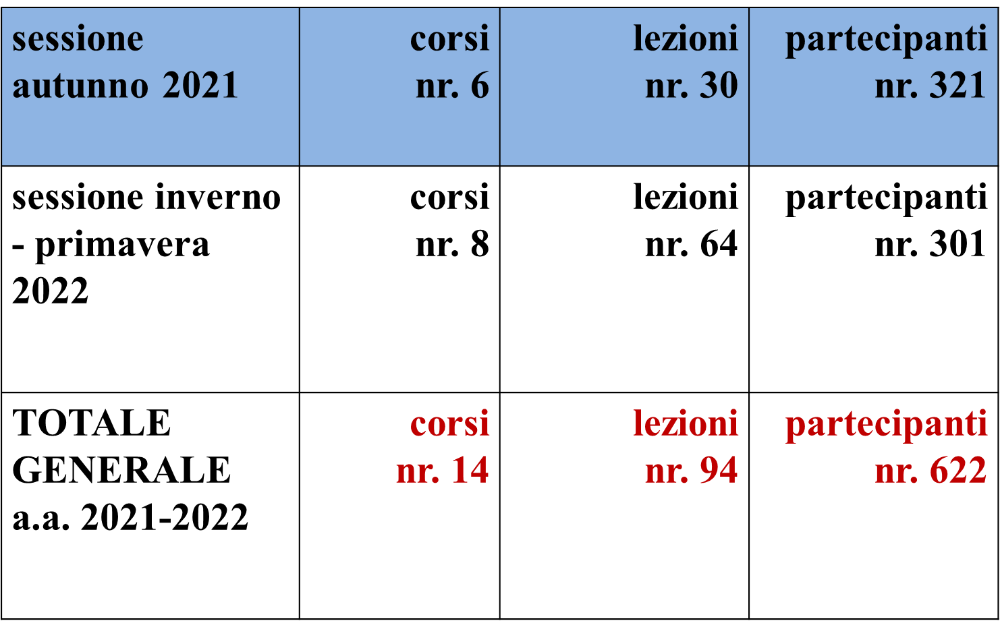 sessione
autunno 2021
corsi
nr. 6
lezioni
nr. 30
partecipanti
nr. 321
sessione inverno
- primavera
2022
corsi
nr. 8
lezioni
nr. 64
partecipanti
nr. 301
TOTALE
GENERALE
a.a. 2021-2022
corsi
nr. 14
lezioni
nr. 94
partecipanti
nr. 622